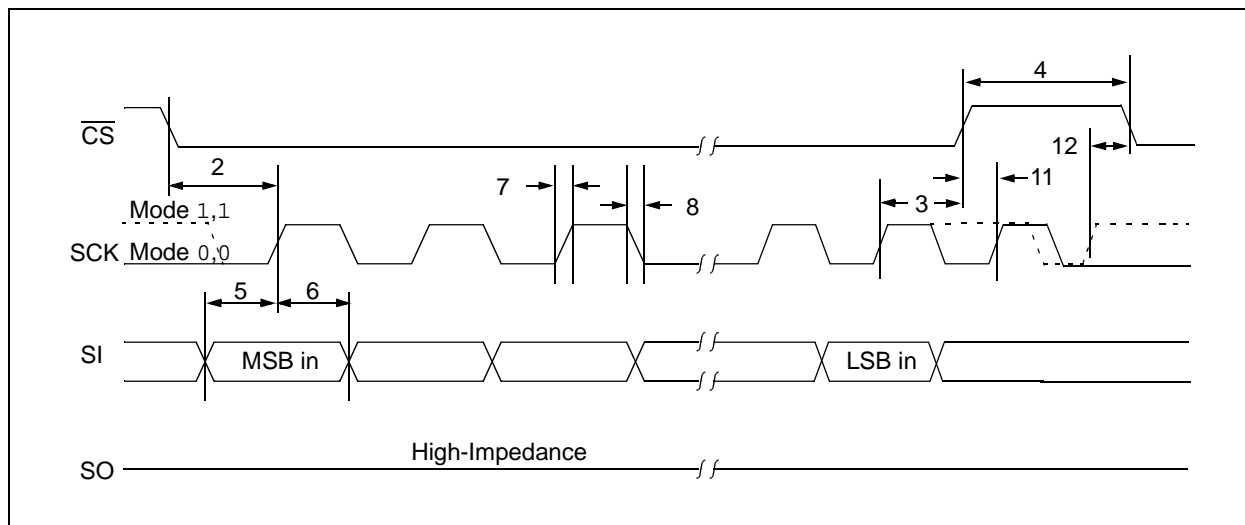 4
CS
12
2
7
11
Mode 1,1
8
3
SCK Mode 0,0
5
6
SI
MSB in
LSB in
High-Impedance
SO